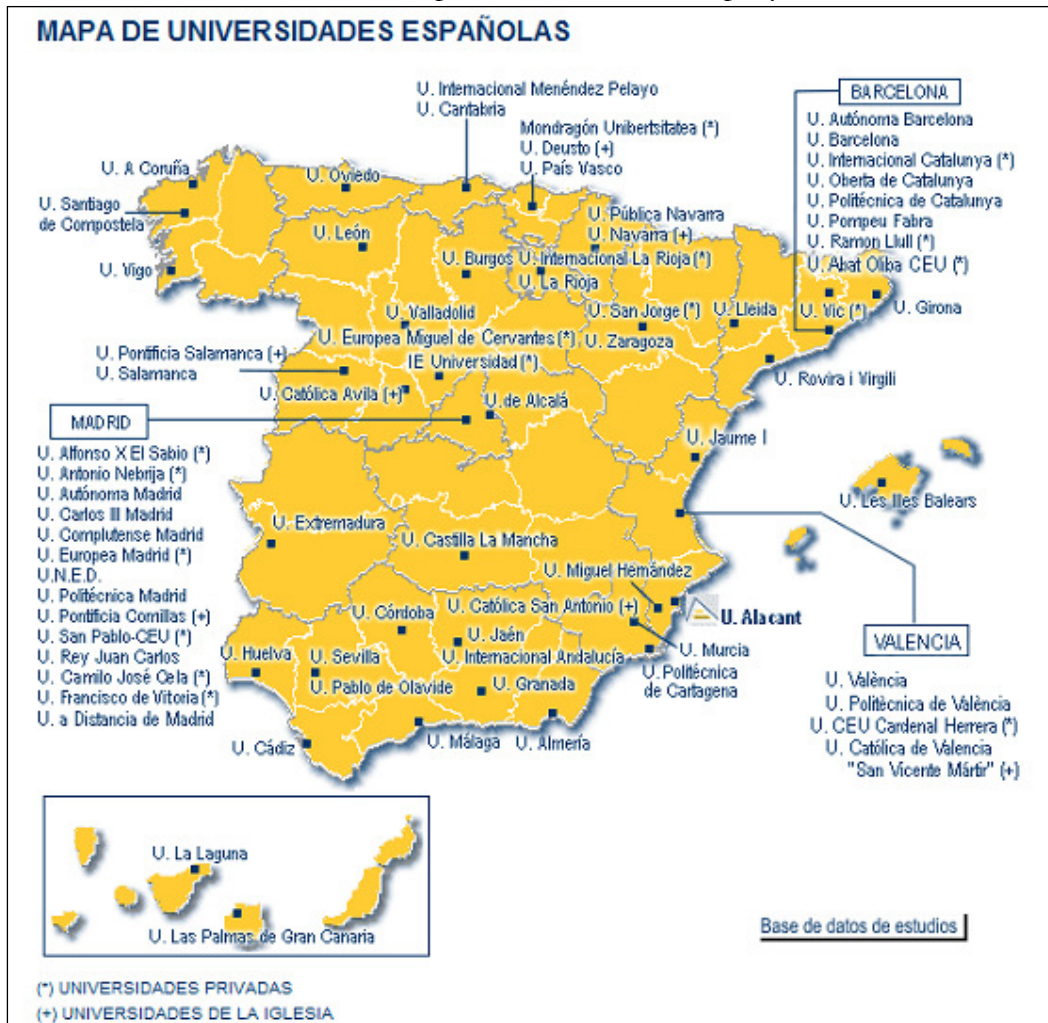 MAPA DE UNIVERSIDADES ESPAÑOLAS
U. Internacional Menéndez Pelayo
U. Cantabria
Mondragón Unibertsitatea (*)
U. Deusto (+)
U. País Vasco
BARCELONA
U. Autónoma Barcelona
U. Barcelona
U. Internacional Catalunya (*)
U. Oberta de Catalunya
U. Politécnica de Catalunya
U. Pompeu Fabra
U. Ramon Llull (*)
U. Abat Oliba CEU (*)
U. A Coruña
U. Oviedo
U. Santiago
de Compostela
U. León
U. Vigo
U. Pública Navarra
U. Navarra (+)
U. Burgos
U. Internacional La Rioja (*)
U. La Rioja
U. Valladolid
U. Europea Miguel de Cervantes (*)
IE Universidad (*)
U. San Jorge (*)
U. Zaragoza
U. Lleida
U. Vic (*)
U. Girona
U. Rovira i Virgili
U. Pontificia Salamanca (+)
U. Salamanca
U. Católica Avila (+)
U. de Alcalá
U. Jaume I
MADRID
U. Alfonso X El Sabio (*)
U. Antonio Nebrija (*)
U. Autónoma Madrid
U. Carlos III Madrid
U. Complutense Madrid
U. Europea Madrid (*)
U.N.E.D.
U. Politécnica Madrid
U. Pontificia Comillas (+)
U. San Pablo-CEU (*)
U. Rey Juan Carlos
U. Camilo José Cela (*)
U. Francisco de Vitoria (*)
U. a Distancia de Madrid
U. Les Illes Balears
U. Extremadura
U. Castilla La Mancha
U. Miguel Hernández
U. Católica San Antonio (+)
U. Alacant
U. Córdoba
U. Jaén
U. Internacional Andalucía
U. Murcia
U. Politécnica
de Cartagena
U. Huelva
U. Sevilla
U. Pablo de Olavide
U. Granada
U. Cádiz
U. Málaga
U. Almería
VALENCIA
U. València
U. Politècnica de València
U. CEU Cardenal Herrera (*)
U. Católica de Valencia
"San Vicente Mártir" (+)
U. La Laguna
U. Las Palmas de Gran Canaria
Base de datos de estudios
(*) UNIVERSIDADES PRIVADAS
(+) UNIVERSIDADES DE LA IGLESIA